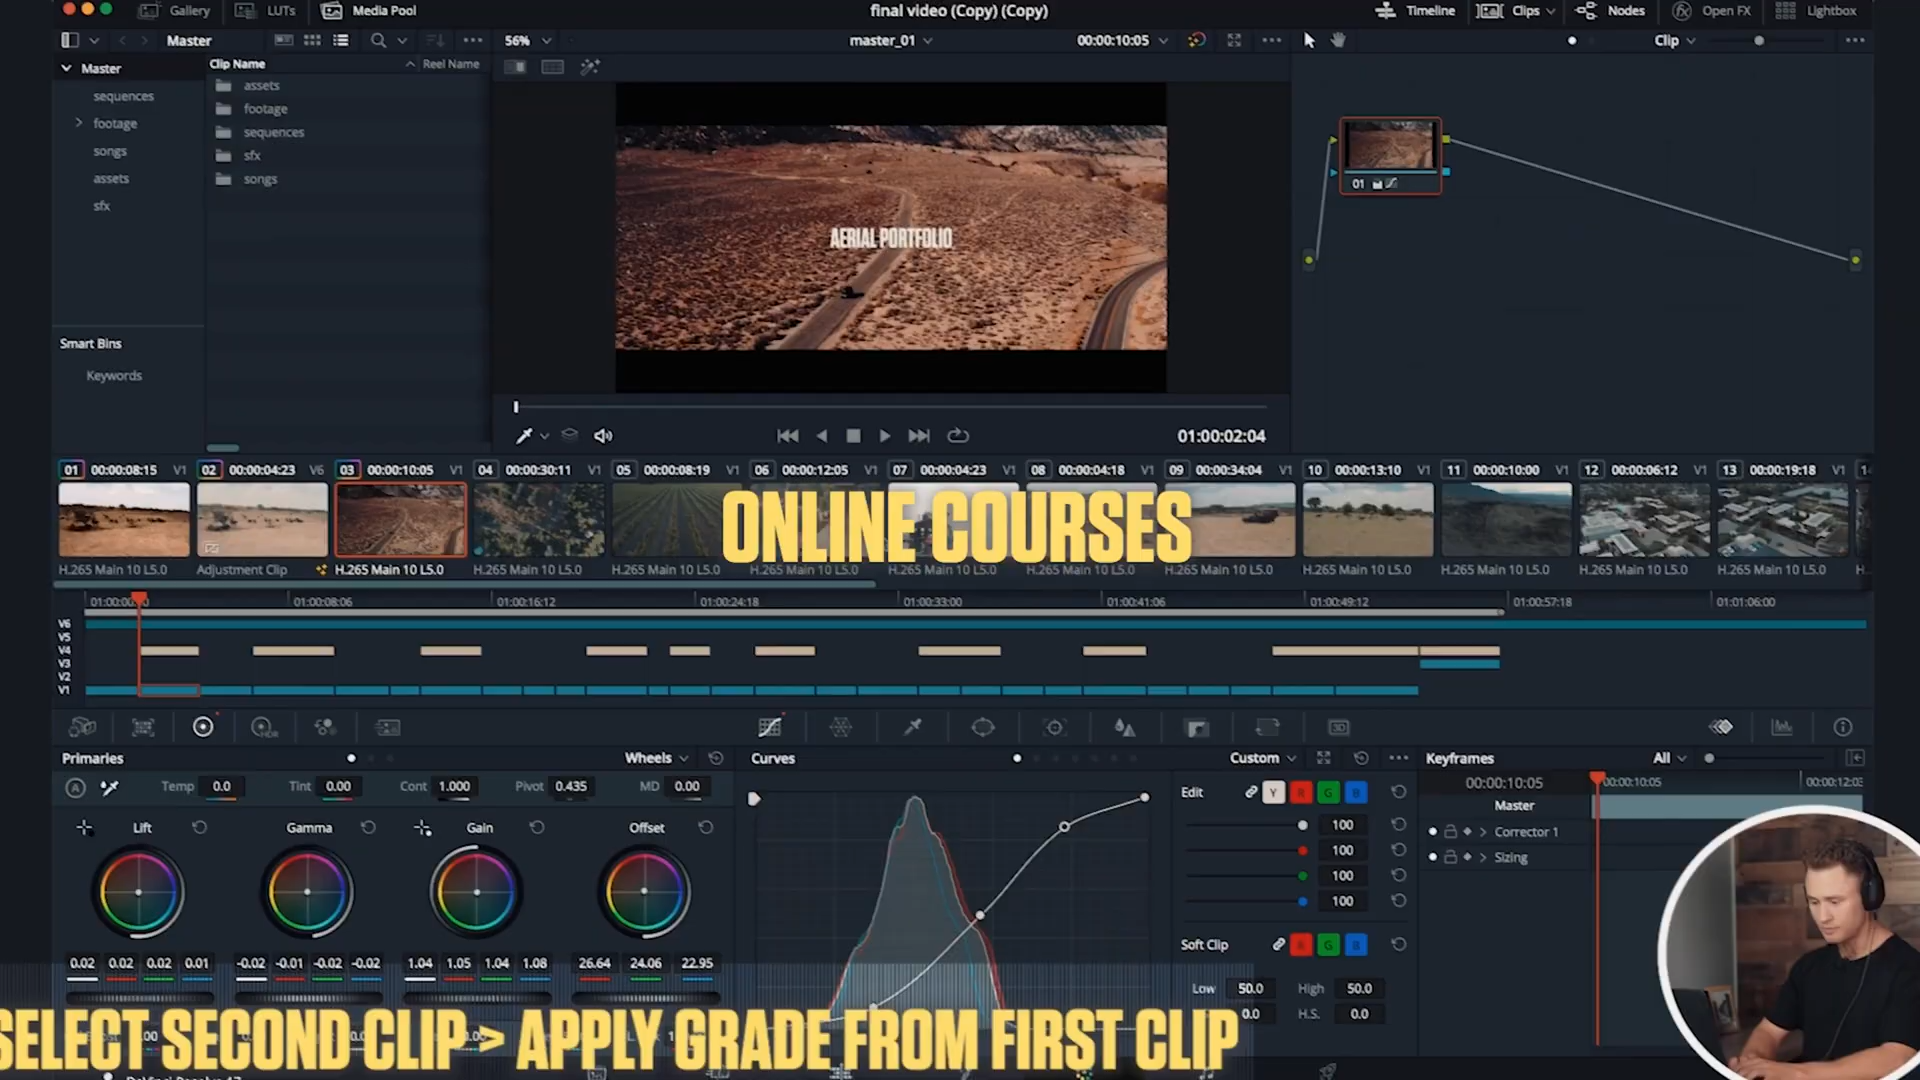 Gallery LUTs Media Pool final video (Copy) (Copy) Timeline Clips Nodes Open FX Lightbox
Master 56% master_01 00:00:10:05 Clip
Master Clip Name Reel Name
sequences assets
footage footage
songs sequences
assets sfx
sfx songs
AERIAL PORTFOLIO
01
Smart Bins
Keywords
01:00:02:04
01 00:00:08:15 V1 02 00:00:04:23 V6 03 00:00:10:05 V1 04 00:00:30:11 V1 05 00:00:08:19 V1 06 00:00:12:05 V1 07 00:00:04:23 V1 08 00:00:04:18 V1 09 00:00:34:04 V1 10 00:00:13:10 V1 11 00:00:10:00 V1 12 00:00:06:12 V1 13 00:00:19:18 V1
ONLINE COURSES
H.265 Main 10 L5.0 Adjustment Clip H.265 Main 10 L5.0 H.265 Main 10 L5.0 H.265 Main 10 L5.0 H.265 Main 10 L5.0 H.265 Main 10 L5.0 H.265 Main 10 L5.0 H.265 Main 10 L5.0 H.265 Main 10 L5.0 H.265 Main 10 L5.0 H.265 Main 10 L5.0 H.265 Main 10 L5.0
01:00:08:06 01:00:16:12 01:00:24:18 01:00:33:00 01:00:41:06 01:00:49:12 01:00:57:18 01:01:06:00
V6
V5
V4
V3
V2
V1
Primaries Wheels Curves Custom Keyframes All
Temp 0.0 Tint 0.00 Cont 1.000 Pivot 0.435 MD 0.00 Edit Y R G B 00:00:10:05 00:00:10:05
Master
Lift Gamma Gain Offset 100 Corrector 1
100 Sizing
100
100
Soft Clip R G B
0.02 0.02 0.02 0.01 -0.02 -0.01 -0.02 -0.02 1.04 1.05 1.04 1.08 26.64 24.06 22.95
Low 50.0 High 50.0
0.0 H.S. 0.0
SELECT SECOND CLIP > APPLY GRADE FROM FIRST CLIP